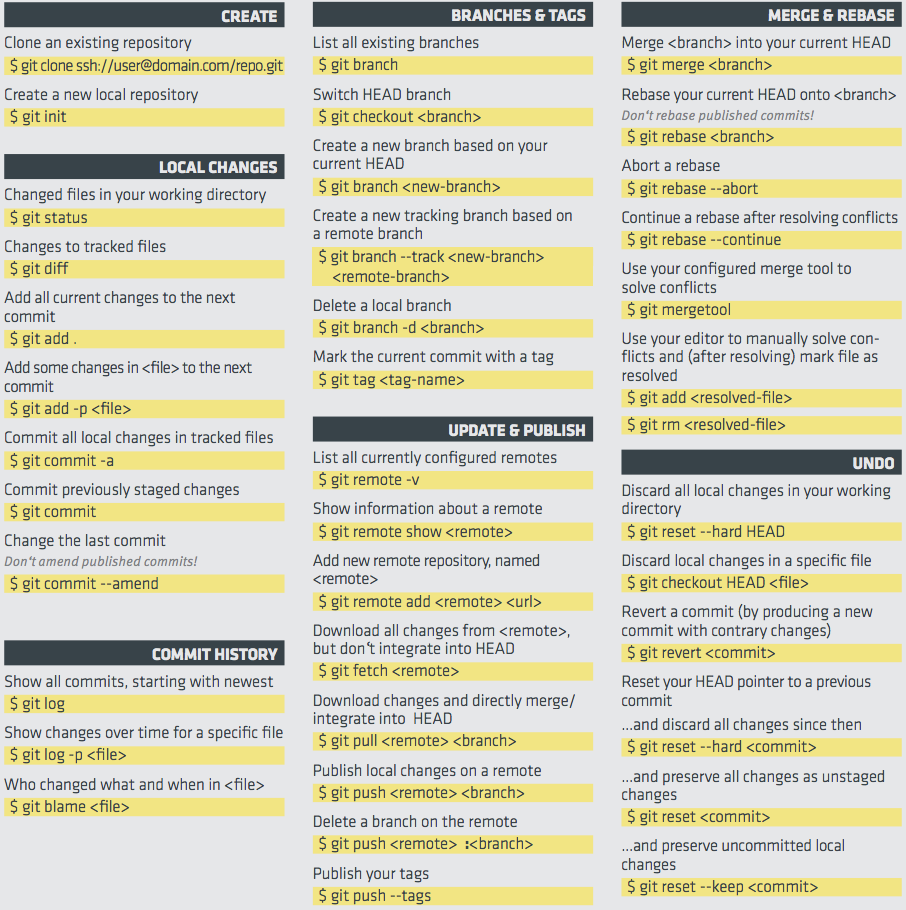 CREATE
Clone an existing repository
$ git clone ssh://user@domain.com/repo.git
Create a new local repository
$ git init
LOCAL CHANGES
Changed files in your working directory
$ git status
Changes to tracked files
$ git diff
Add all current changes to the next
commit
$ git add .
Add some changes in <file> to the next
commit
$ git add -p <file>
Commit all local changes in tracked files
$ git commit -a
Commit previously staged changes
$ git commit
Change the last commit
Don't amend published commits!
$ git commit --amend
COMMIT HISTORY
Show all commits, starting with newest
$ git log
Show changes over time for a specific file
$ git log -p <file>
Who changed what and when in <file>
$ git blame <file>
BRANCHES & TAGS
List all existing branches
$ git branch
Switch HEAD branch
$ git checkout <branch>
Create a new branch based on your
current HEAD
$ git branch <new-branch>
Create a new tracking branch based on
a remote branch
$ git branch --track <new-branch>
<remote-branch>
Delete a local branch
$ git branch -d <branch>
Mark the current commit with a tag
$ git tag <tag-name>
UPDATE & PUBLISH
List all currently configured remotes
$ git remote -v
Show information about a remote
$ git remote show <remote>
Add new remote repository, named
<remote>
$ git remote add <remote> <url>
Download all changes from <remote>,
but don't integrate into HEAD
$ git fetch <remote>
Download changes and directly merge/
integrate into HEAD
$ git pull <remote> <branch>
Publish local changes on a remote
$ git push <remote> <branch>
Delete a branch on the remote
$ git push <remote> :<branch>
Publish your tags
$ git push --tags
MERGE & REBASE
Merge <branch> into your current HEAD
$ git merge <branch>
Rebase your current HEAD onto <branch>
Don't rebase published commits!
$ git rebase <branch>
Abort a rebase
$ git rebase --abort
Continue a rebase after resolving conflicts
$ git rebase --continue
Use your configured merge tool to
solve conflicts
$ git mergetool
Use your editor to manually solve con-
flicts and (after resolving) mark file as
resolved
$ git add <resolved-file>
$ git rm <resolved-file>
UNDO
Discard all local changes in your working
directory
$ git reset --hard HEAD
Discard local changes in a specific file
$ git checkout HEAD <file>
Revert a commit (by producing a new
commit with contrary changes)
$ git revert <commit>
Reset your HEAD pointer to a previous
commit
...and discard all changes since then
$ git reset --hard <commit>
...and preserve all changes as unstaged
changes
$ git reset <commit>
...and preserve uncommitted local
changes
$ git reset --keep <commit>